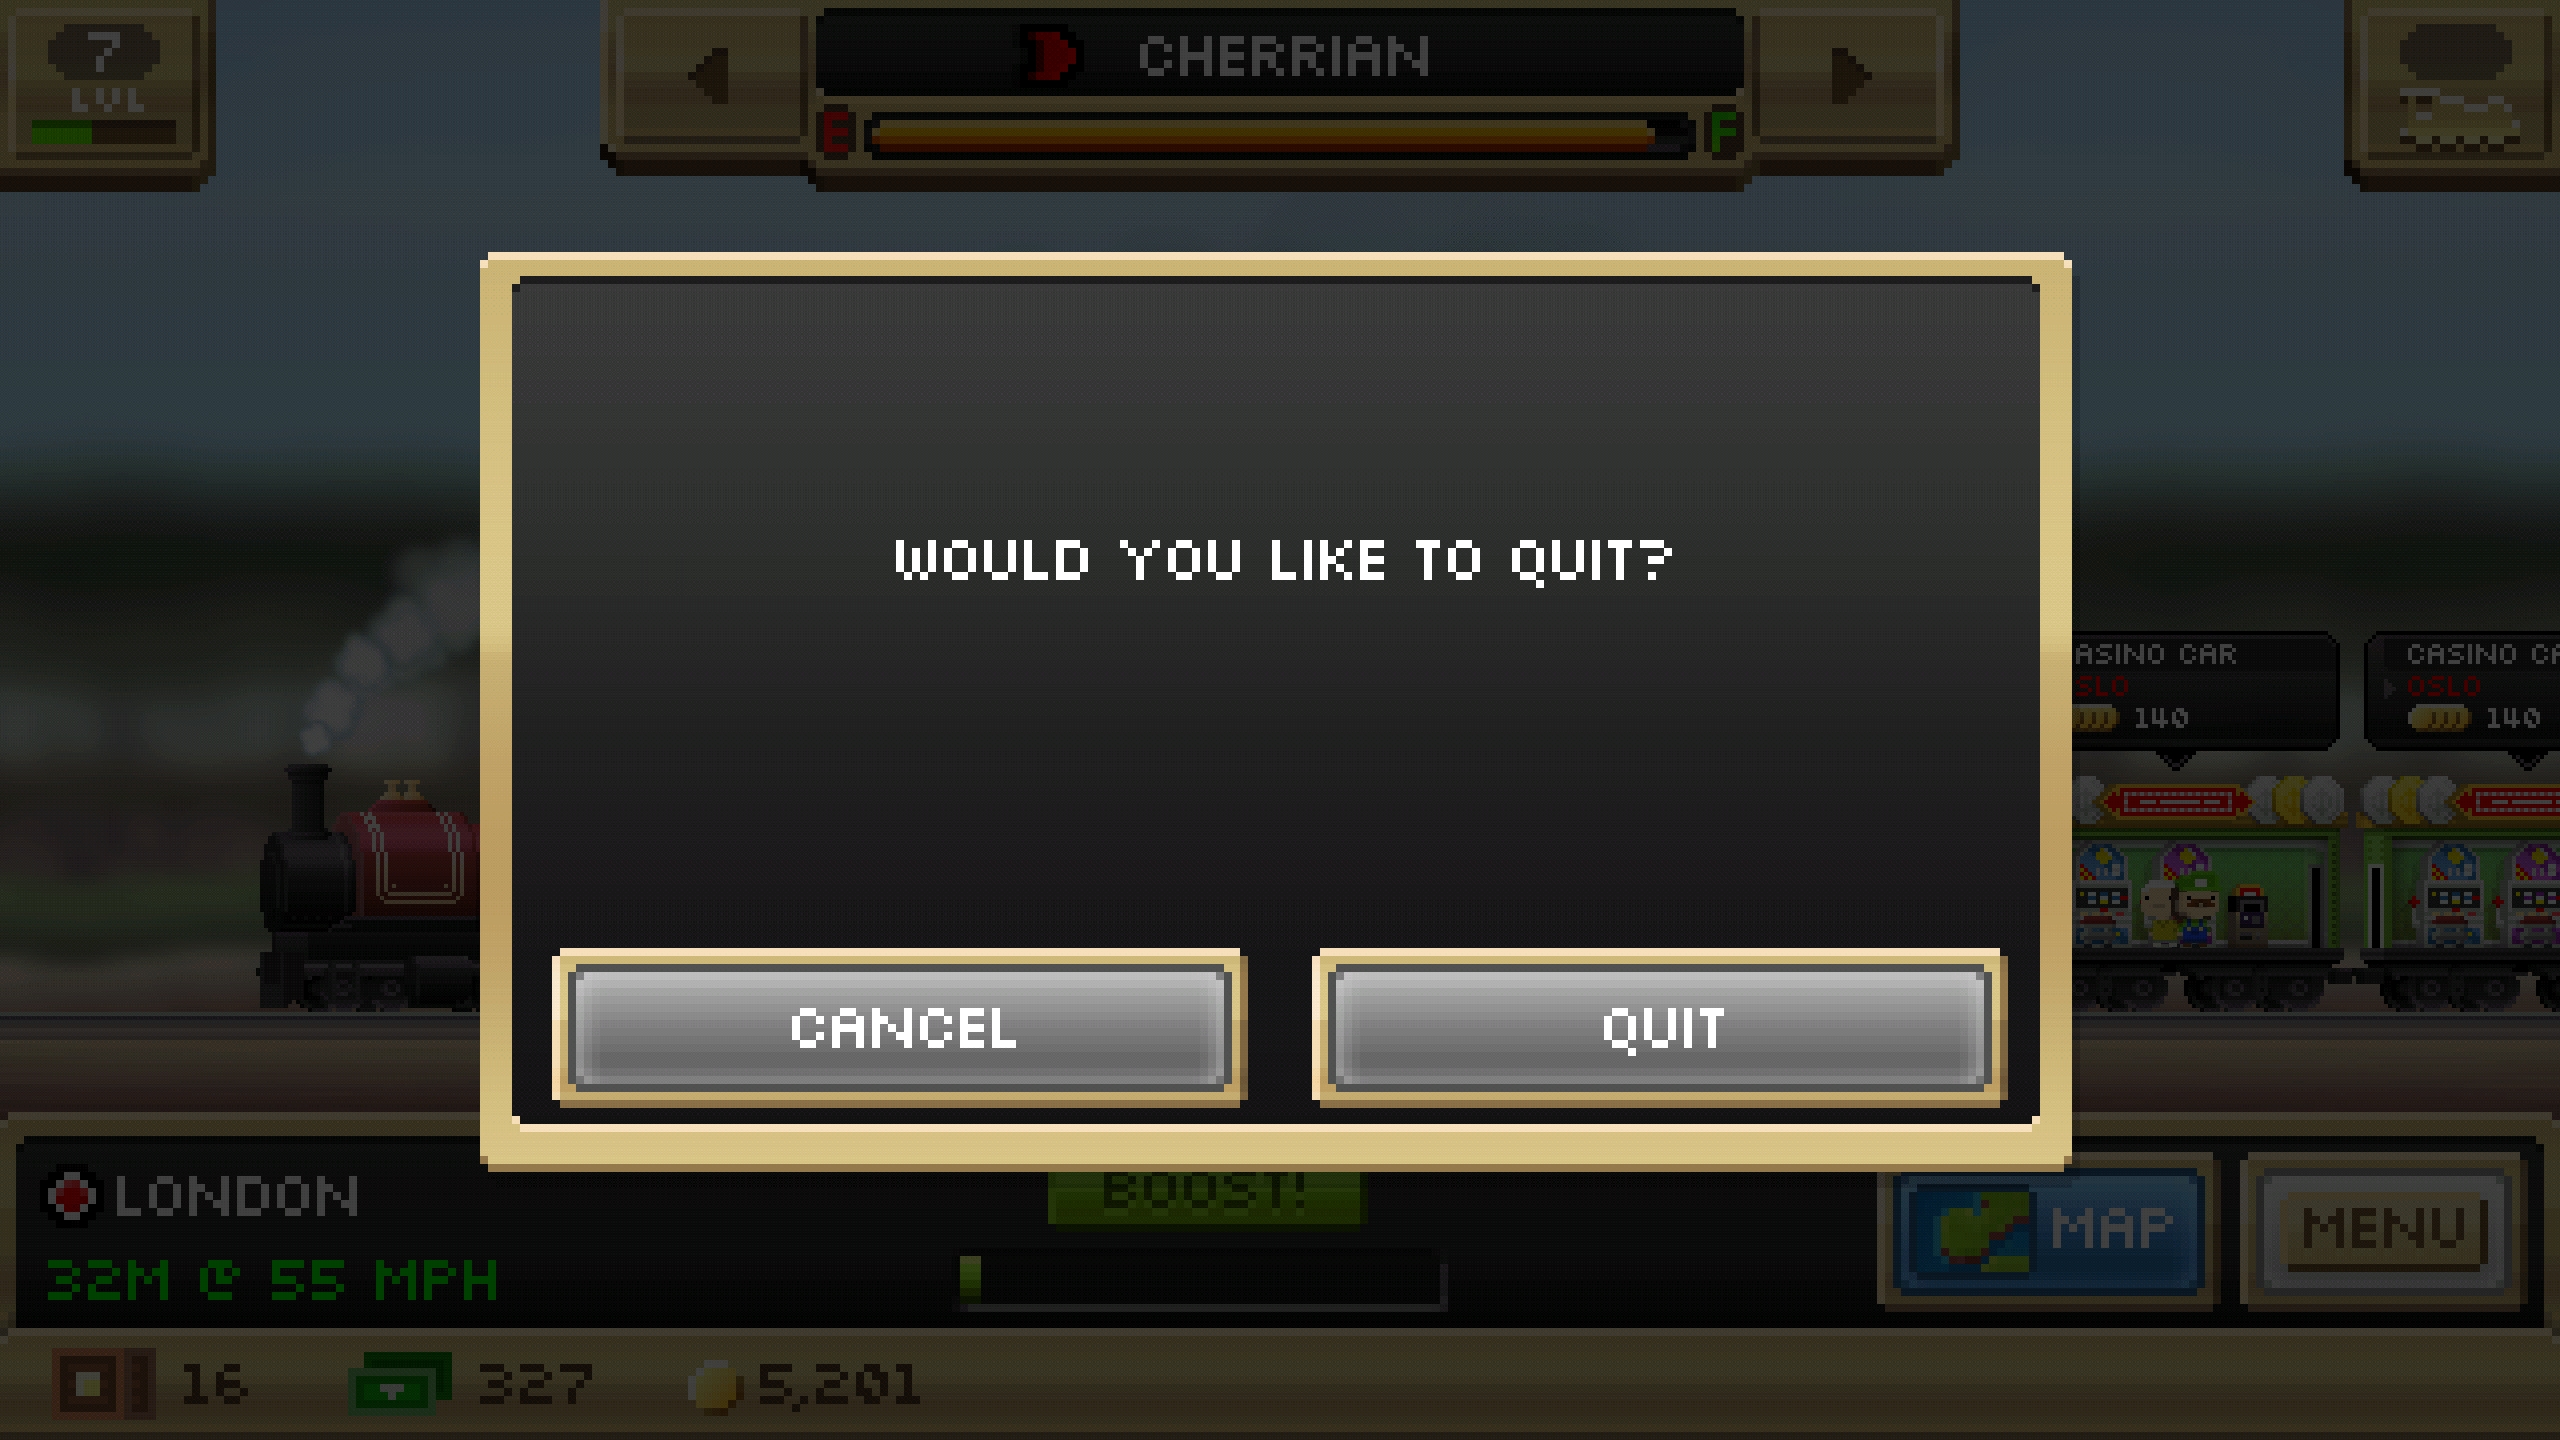 7
LVL
CHERRIAN
E
F
WOULD YOU LIKE TO QUIT?
ASINO CAR
SLO
140
CASINO CA
OSLO
140
CANCEL
QUIT
LONDON
32M @ 55 MPH
BOOST!
MAP
MENU
16
327
5,201